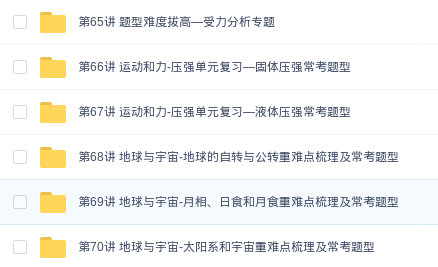 第65讲 题型难度拔高—受力分析专题
第66讲 运动和力-压强单元复习—固体压强常考题型
第67讲 运动和力-压强单元复习—液体压强常考题型
第68讲 地球与宇宙-地球的自转与公转重难点梳理及常考题型
第69讲 地球与宇宙-月相、日食和月食重难点梳理及常考题型
第70讲 地球与宇宙-太阳系和宇宙重难点梳理及常考题型